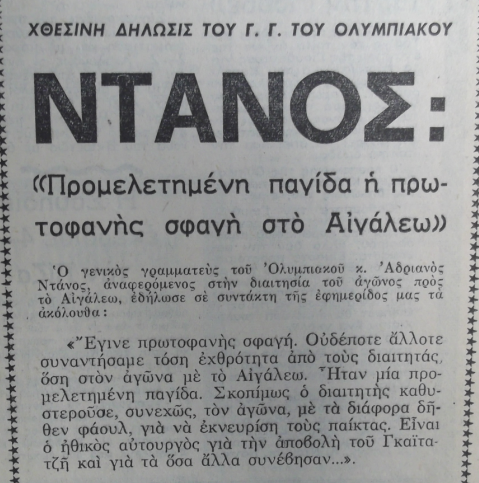 ΧΘΕΣΙΝΗ ΔΗΛΩΣΙΣ ΤΟΥ Γ. Γ. ΤΟΥ ΟΛΥΜΠΙΑΚΟΥ
ΝΤΑΝΟΣ:
«Προμελετημένη παγίδα ἡ πρω-
τοφανὴς σφαγὴ στὸ Αἰγάλεω»
Ὁ γενικὸς γραμματεὺς τοῦ Ὀλυμπιακοῦ κ. Ἀδριανὸς
Ντάνος, ἀναφερόμενος στὴν διαιτησία τοῦ ἀγῶνος πρὸς
τὸ Αἰγάλεω, ἐδήλωσε σὲ συντάκτη τῆς ἐφημερίδος μας τὰ
ἀκόλουθα:
«Ἔγινε πρωτοφανὴς σφαγή. Οὐδέποτε ἄλλοτε
συναντήσαμε τόση ἐχθρότητα ἀπὸ τοὺς διαιτητάς,
ὅση στὸν ἀγῶνα μὲ τὸ Αἰγάλεω. Ἦταν μία προ-
μελετημένη παγίδα. Σκοπίμως ὁ διαιτητὴς καθυ-
στεροῦσε, συνεχῶς, τὸν ἀγῶνα, μὲ τὰ διάφορα δῆ-
θεν φάουλ, γιὰ νὰ ἐκνευρίση τοὺς παίκτας. Εἶναι
ὁ ἠθικὸς αὐτουργὸς γιὰ τὴν ἀποβολὴ τοῦ Γκαϊτα-
τζῆ καὶ γιὰ τὰ ὅσα ἄλλα συνέβησαν...».